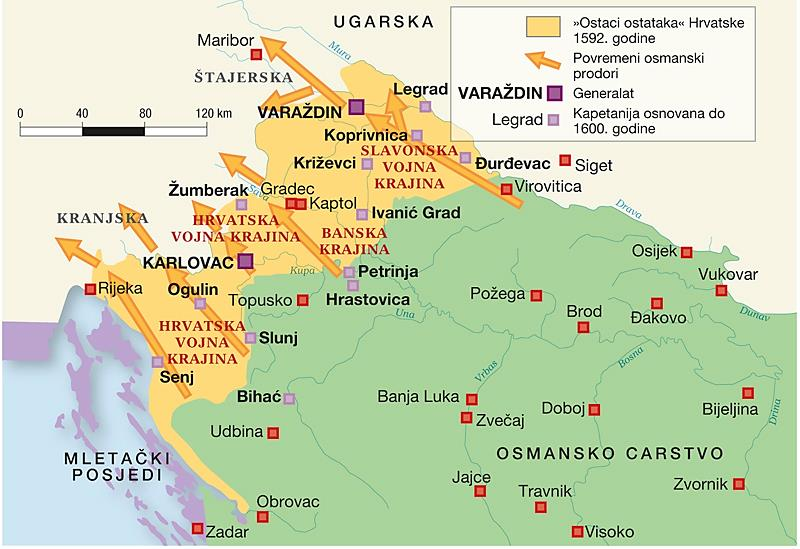 UGARSKA
»Ostaci ostataka« Hrvatske
1592. godine
Povremeni osmanski
prodori
VARAŽDIN Generalat
Legrad Kapetanija osnovana do
1600. godine
Maribor
Mura
ŠTAJERSKA
Legrad
VARAŽDIN
0 40 80 120 km
Koprivnica
SLAVONSKA
VOJNA
KRAJINA
Križevci
Đurđevac
Siget
Virovitica
Sava
Žumberak
Gradec
Kaptol
Ivanić Grad
Drava
KRANJSKA
HRVATSKA
VOJNA KRAJINA
BANSKA
KRAJINA
KARLOVAC
Kupa
Petrinja
Hrastovica
Osijek
Vukovar
Rijeka
Ogulin
Topusko
Požega
Brod
Đakovo
Dunav
Una
HRVATSKA
VOJNA
KRAJINA
Slunj
Senj
Vrbas
Bosna
Drina
Bihać
Banja Luka
Zvečaj
Doboj
Bijeljina
Udbina
MLETAČKI
POSJEDI
OSMANSKO CARSTVO
Jajce
Travnik
Zvornik
Obrovac
Zadar
Visoko